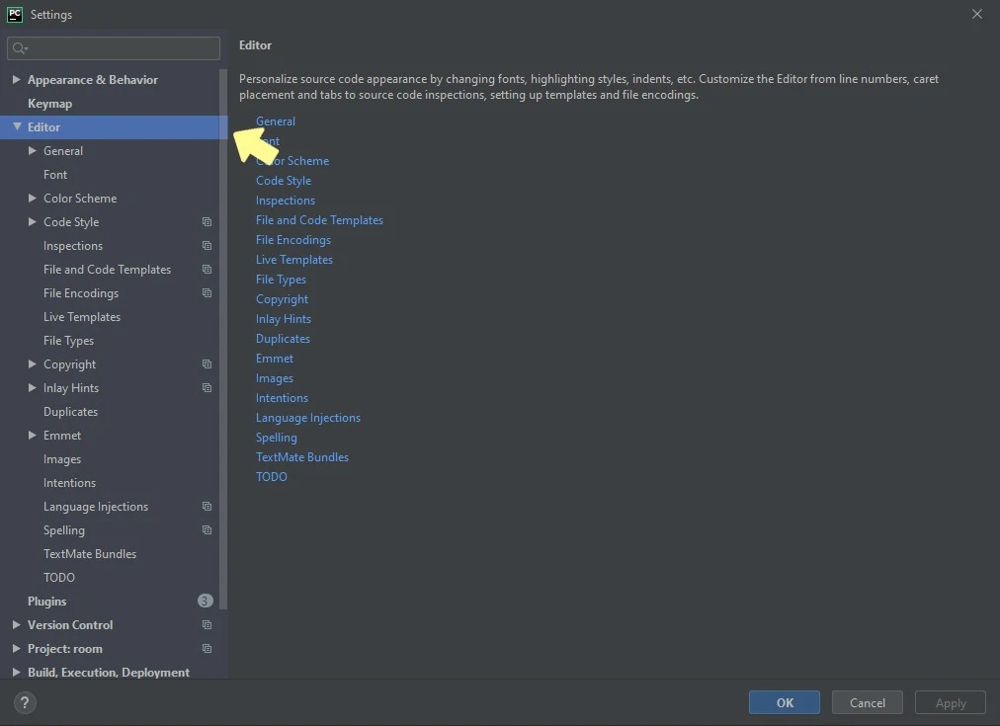 PC Settings
Appearance & Behavior
Keymap
Editor
General
Font
Color Scheme
Code Style
Inspections
File and Code Templates
File Encodings
Live Templates
File Types
Copyright
Inlay Hints
Duplicates
Emmet
Images
Intentions
Language Injections
Spelling
TextMate Bundles
TODO
Plugins 3
Version Control
Project: room
Build, Execution, Deployment
?
Editor
Personalize source code appearance by changing fonts, highlighting styles, indents, etc. Customize the Editor from line numbers, caret
placement and tabs to source code inspections, setting up templates and file encodings.
General
Color Scheme
Code Style
Inspections
File and Code Templates
File Encodings
Live Templates
File Types
Copyright
Inlay Hints
Duplicates
Emmet
Images
Intentions
Language Injections
Spelling
TextMate Bundles
TODO
OK Cancel Apply